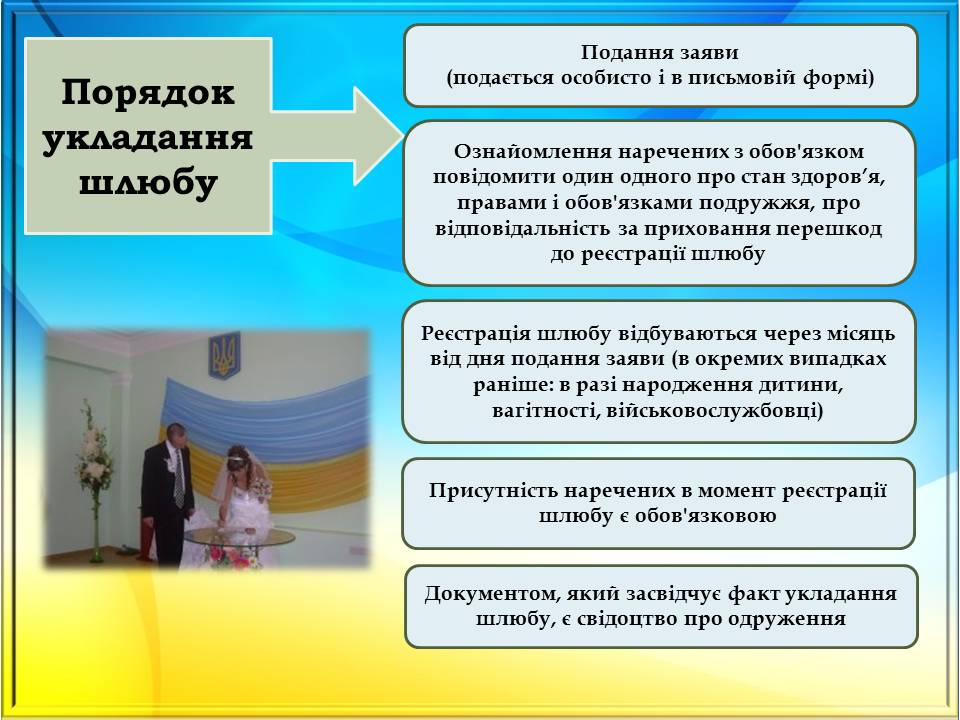 Порядок
укладання
шлюбу
Подання заяви
(подається особисто і в письмовій формі)
Ознайомлення наречених з обов'язком
повідомити один одного про стан здоров’я,
правами і обов'язками подружжя, про
відповідальність за приховання перешкод
до реєстрації шлюбу
Реєстрація шлюбу відбуваються через місяць
від дня подання заяви (в окремих випадках
раніше: в разі народження дитини,
вагітності, військовослужбовці)
Присутність наречених в момент реєстрації
шлюбу є обов'язковою
Документом, який засвідчує факт укладання
шлюбу, є свідоцтво про одруження